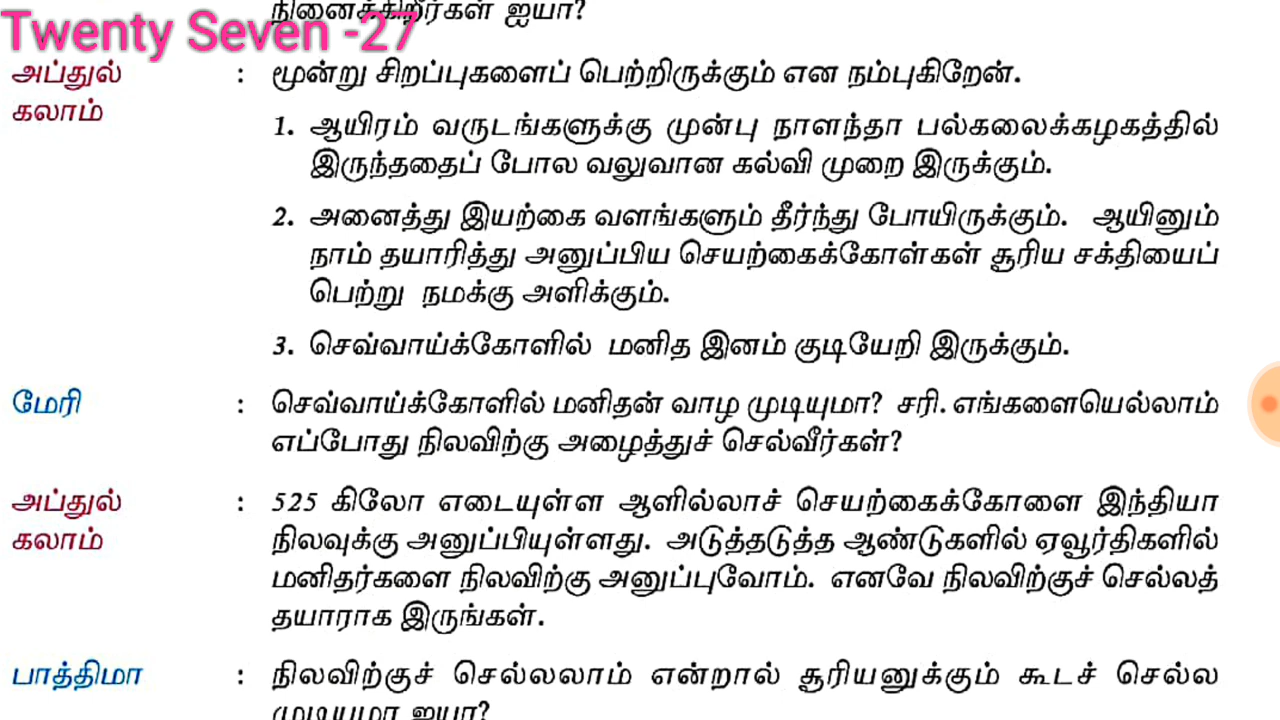 நினைக்கிறீர்கள் ஐயா?
Twenty Seven -27
அப்துல் கலாம் : மூன்று சிறப்புகளைப் பெற்றிருக்கும் என நம்புகிறேன்.
1. ஆயிரம் வருடங்களுக்கு முன்பு நாளந்தா பல்கலைக்கழகத்தில்
இருந்ததைப் போல வலுவான கல்வி முறை இருக்கும்.
2. அனைத்து இயற்கை வளங்களும் தீர்ந்து போயிருக்கும். ஆயினும்
நாம் தயாரித்து அனுப்பிய செயற்கைக்கோள்கள் சூரிய சக்தியைப்
பெற்று நமக்கு அளிக்கும்.
3. செவ்வாய்க்கோளில் மனித இனம் குடியேறி இருக்கும்.
மேரி : செவ்வாய்க்கோளில் மனிதன் வாழ முடியுமா? சரி. எங்களையெல்லாம்
எப்போது நிலவிற்கு அழைத்துச் செல்வீர்கள்?
அப்துல் கலாம் : 525 கிலோ எடையுள்ள ஆளில்லாச் செயற்கைக்கோளை இந்தியா
நிலவுக்கு அனுப்பியுள்ளது. அடுத்தடுத்த ஆண்டுகளில் ஏவூர்திகளில்
மனிதர்களை நிலவிற்கு அனுப்புவோம். எனவே நிலவிற்குச் செல்லத்
தயாராக இருங்கள்.
பாத்திமா : நிலவிற்குச் செல்லலாம் என்றால் சூரியனுக்கும் கூடச் செல்ல
முடியுமா ஐயா?